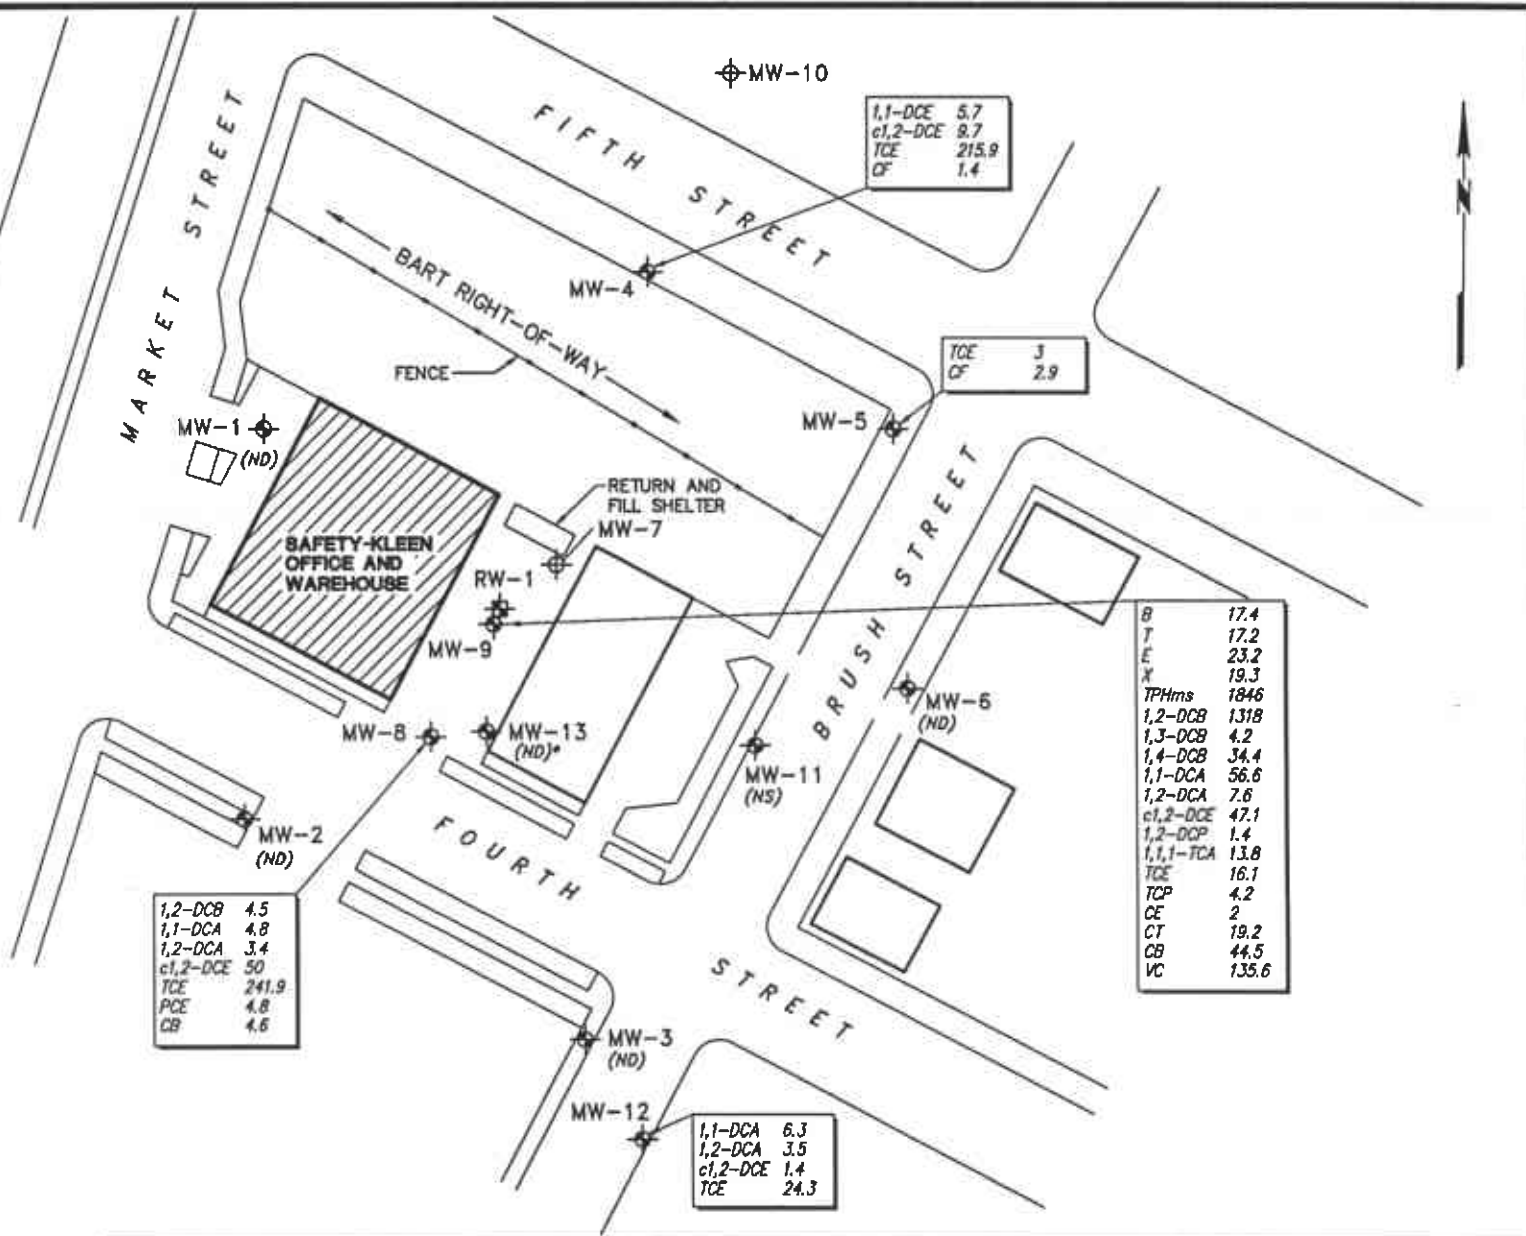 MW-10
1,1-DCE 5.7
c1,2-DCE 9.7
TCE 215.9
CF 1.4
FIFTH STREET
N
MARKET STREET
BART RIGHT-OF-WAY
MW-4
FENCE
TCE 3
CF 2.9
MW-5
MW-1
(ND)
RETURN AND
FILL SHELTER
MW-7
SAFETY-KLEEN
OFFICE AND
WAREHOUSE
RW-1
MW-9
BRUSH STREET
B 17.4
T 17.2
E 23.2
X 19.3
TPHms 1846
1,2-DCB 1318
1,3-DCB 4.2
1,4-DCB 34.4
1,1-DCA 56.6
1,2-DCA 7.6
c1,2-DCE 47.1
1,2-DCP 1.4
1,1,1-TCA 13.8
TCE 16.1
TCP 4.2
CE 2
CT 19.2
CB 44.5
VC 135.6
MW-6
(ND)
MW-8
MW-13
(ND)*
MW-11
(NS)
MW-2
(ND)
FOURTH STREET
1,2-DCB 4.5
1,1-DCA 4.8
1,2-DCA 3.4
c1,2-DCE 50
TCE 241.9
PCE 4.8
CB 4.6
MW-3
(ND)
MW-12
1,1-DCA 6.3
1,2-DCA 3.5
c1,2-DCE 1.4
TCE 24.3